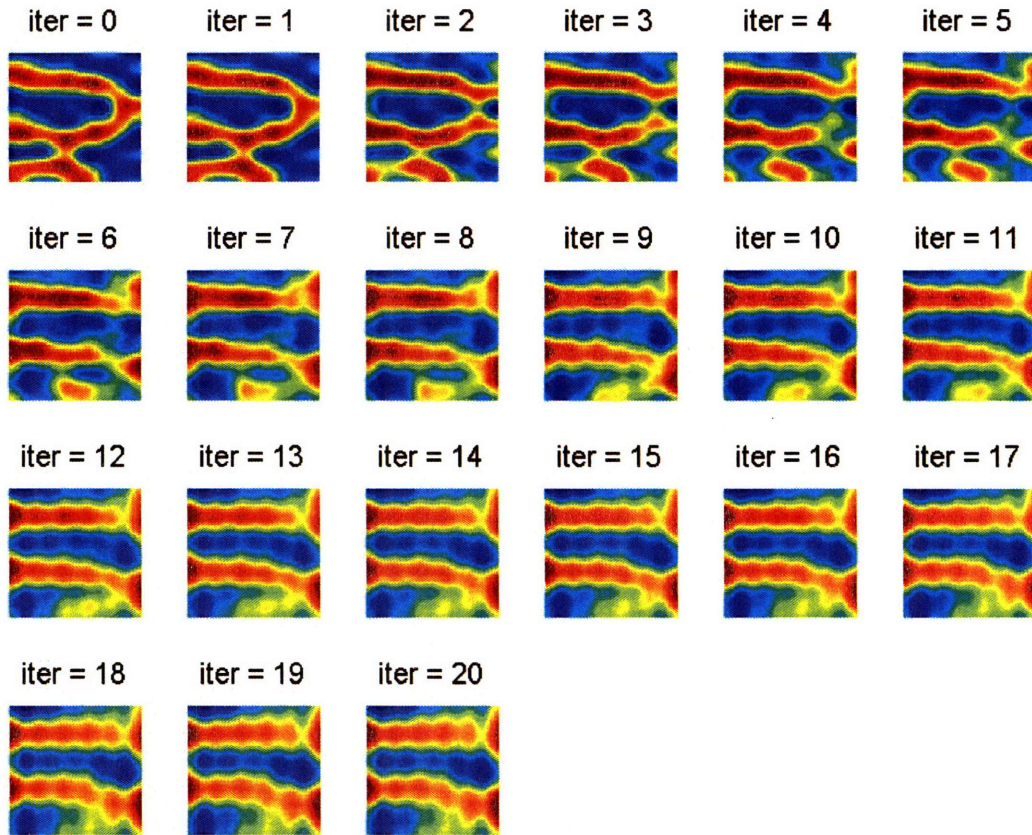 iter = 0 iter = 1 iter = 2 iter = 3 iter = 4 iter = 5
iter = 6 iter = 7 iter = 8 iter = 9 iter = 10 iter = 11
iter = 12 iter = 13 iter = 14 iter = 15 iter = 16 iter = 17
iter = 18 iter = 19 iter = 20